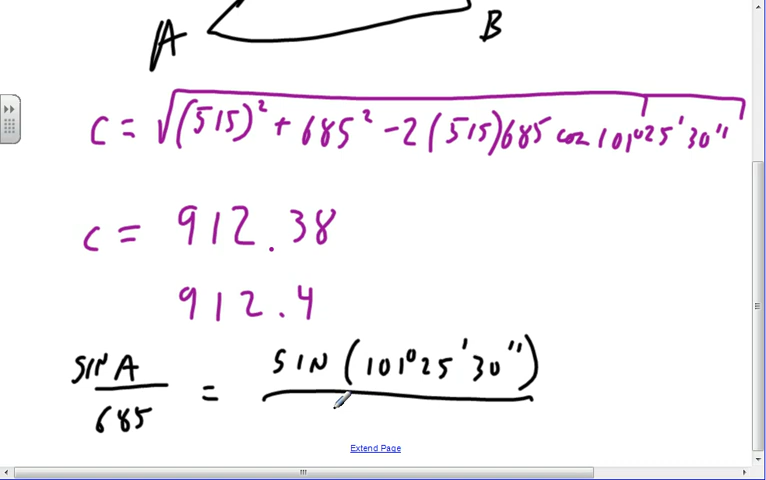 A B
c = √(515)² + 685² - 2(515)685 cos 101°25'30"
c = 912.38
912.4
SIN A / 685 = SIN(101°25'30")
Extend Page